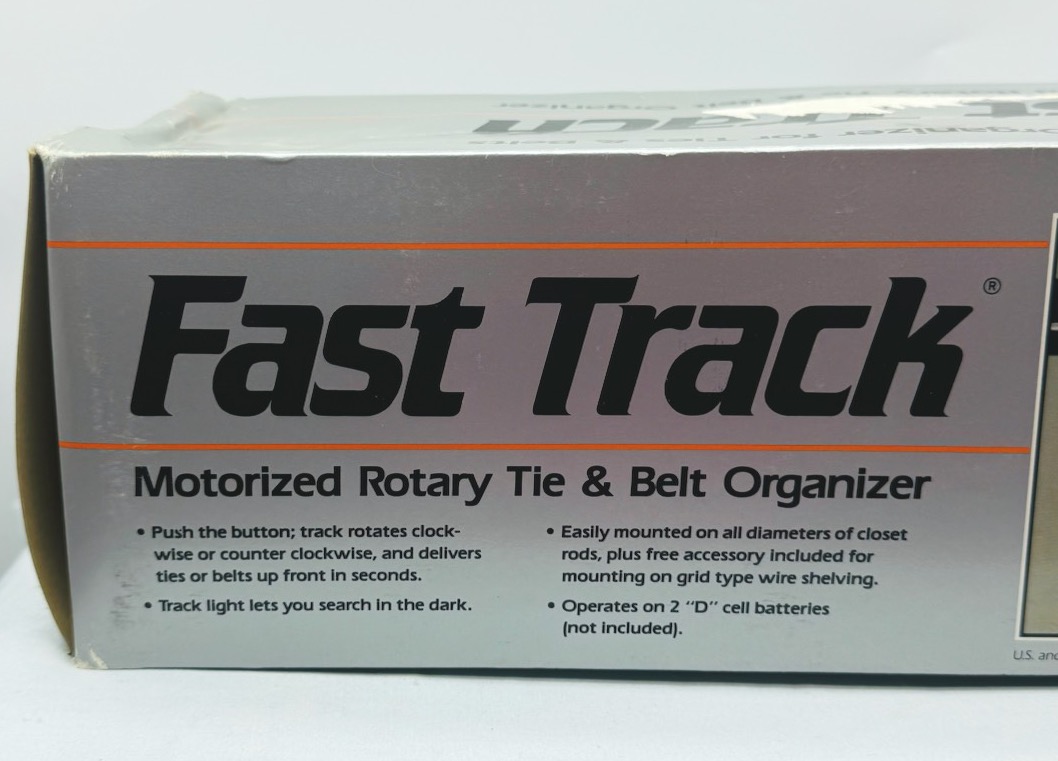 Fast Track®
Motorized Rotary Tie & Belt Organizer
• Push the button; track rotates clock-
wise or counter clockwise, and delivers
ties or belts up front in seconds.
• Track light lets you search in the dark.
• Easily mounted on all diameters of closet
rods, plus free accessory included for
mounting on grid type wire shelving.
• Operates on 2 "D" cell batteries
(not included).
U.S. and